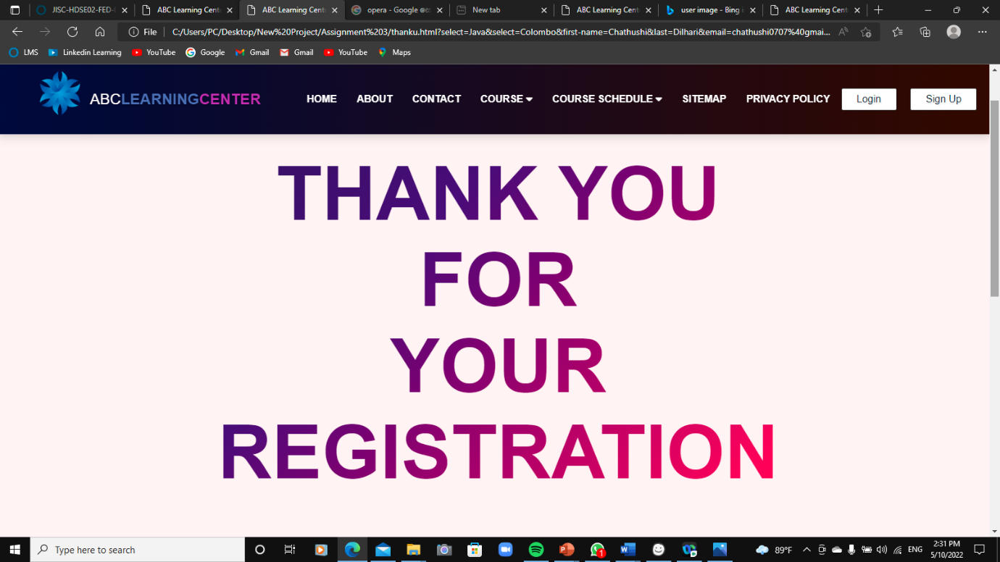 JISC-HDSE02-FED-
ABC Learning Cent
ABC Learning Cent
opera - Google
New tab
ABC Learning Cent
user image - Bing
ABC Learning Cent
File
C:/Users/PC/Desktop/New%20Project/Assignment%203/thanku.html?select=Java&select=Colombo&first-name=Chathushi&last=Dilhari&email=chathushi0707%40gmai...
LMS
Linkedin Learning
YouTube
Google
Gmail
Gmail
YouTube
Maps
ABCLEARNINGCENTER
HOME
ABOUT
CONTACT
COURSE
COURSE SCHEDULE
SITEMAP
PRIVACY POLICY
Login
Sign Up
THANK YOU
FOR
YOUR
REGISTRATION
Type here to search
1
89°F
ENG
2:31 PM
5/10/2022